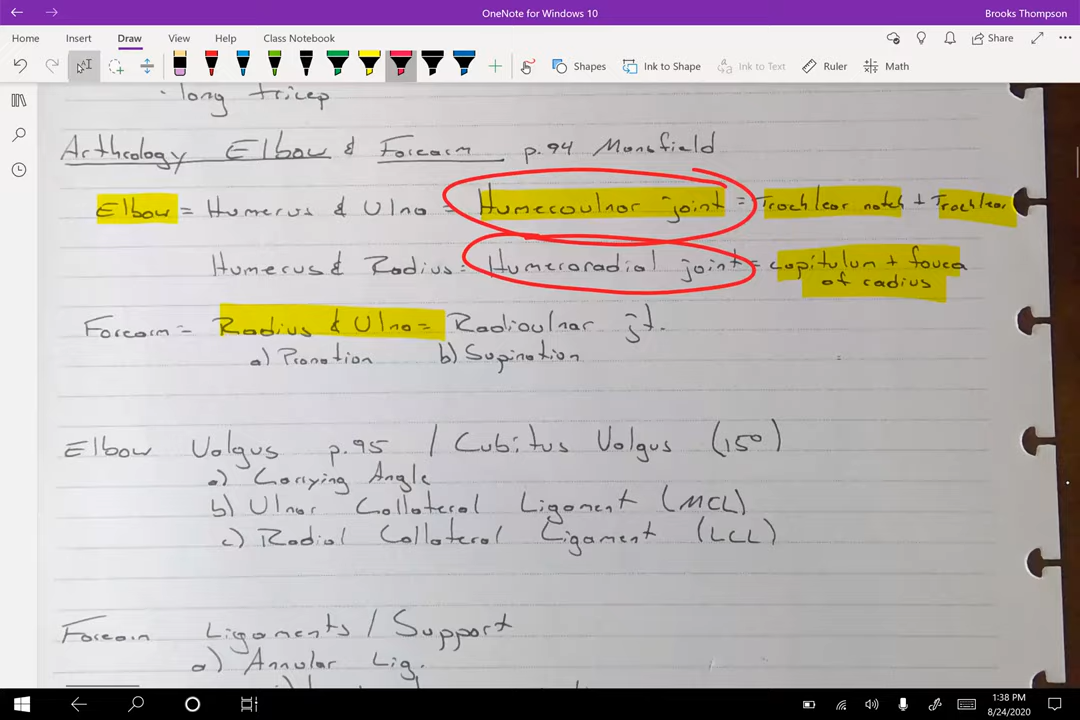 OneNote for Windows 10
Brooks Thompson
Home Insert Draw View Help Class Notebook Share
Shapes Ink to Shape Ink to Text Ruler Math
· long tricep
Arthrology Elbow & Forearm p.94 Mansfield
Elbow = Humerus & Ulna = Humeroulnar joint = Trochlear notch + Trochlear
Humerus & Radius = Humeroradial joint = capitulum + fovea
of radius
Forearm = Radius & Ulna = Radioulnar jt.
a) Pronation b) Supination
Elbow Valgus p.95 / Cubitus Valgus (15°)
a) Carrying Angle
b) Ulnar Collateral Ligament (MCL)
c) Radial Collateral Ligament (LCL)
Forearm Ligaments / Support
a) Annular Lig.
1:38 PM
8/24/2020